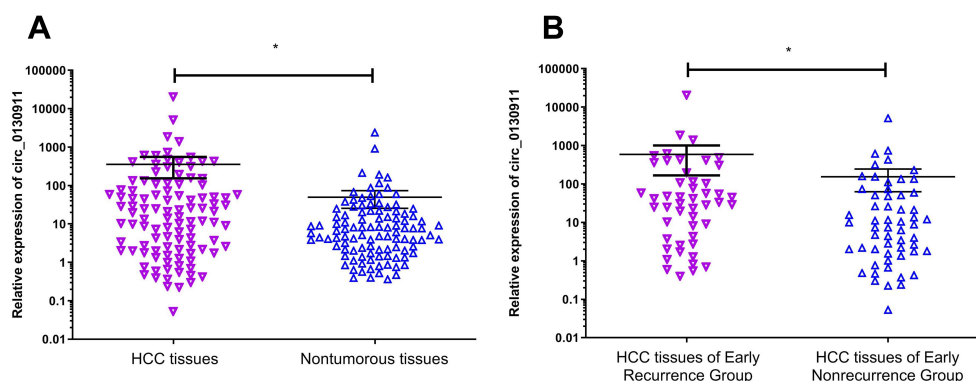 A
*
Relative expression of circ_0130911
100000
10000
1000
100
10
1
0.1
0.01
HCC tissues
Nontumorous tissues
B
*
Relative expression of circ_0130911
100000
10000
1000
100
10
1
0.1
0.01
HCC tissues of Early
Recurrence Group
HCC tissues of Early
Nonrecurrence Group